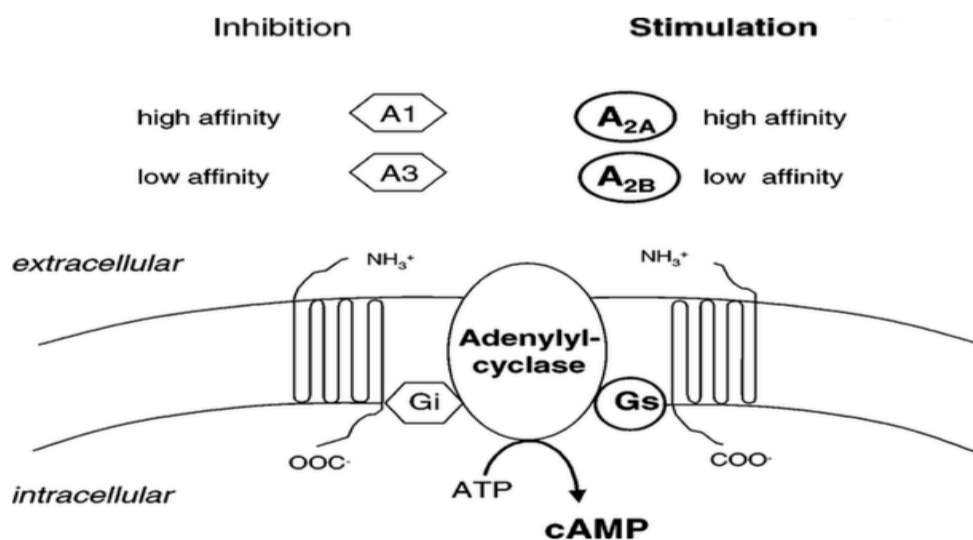 Inhibition Stimulation
high affinity A1 A2A high affinity
low affinity A3 A2B low affinity
extracellular NH₃⁺ NH₃⁺
Adenylyl-
cyclase
Gi Gs
OOC⁻ COO⁻
intracellular ATP
cAMP